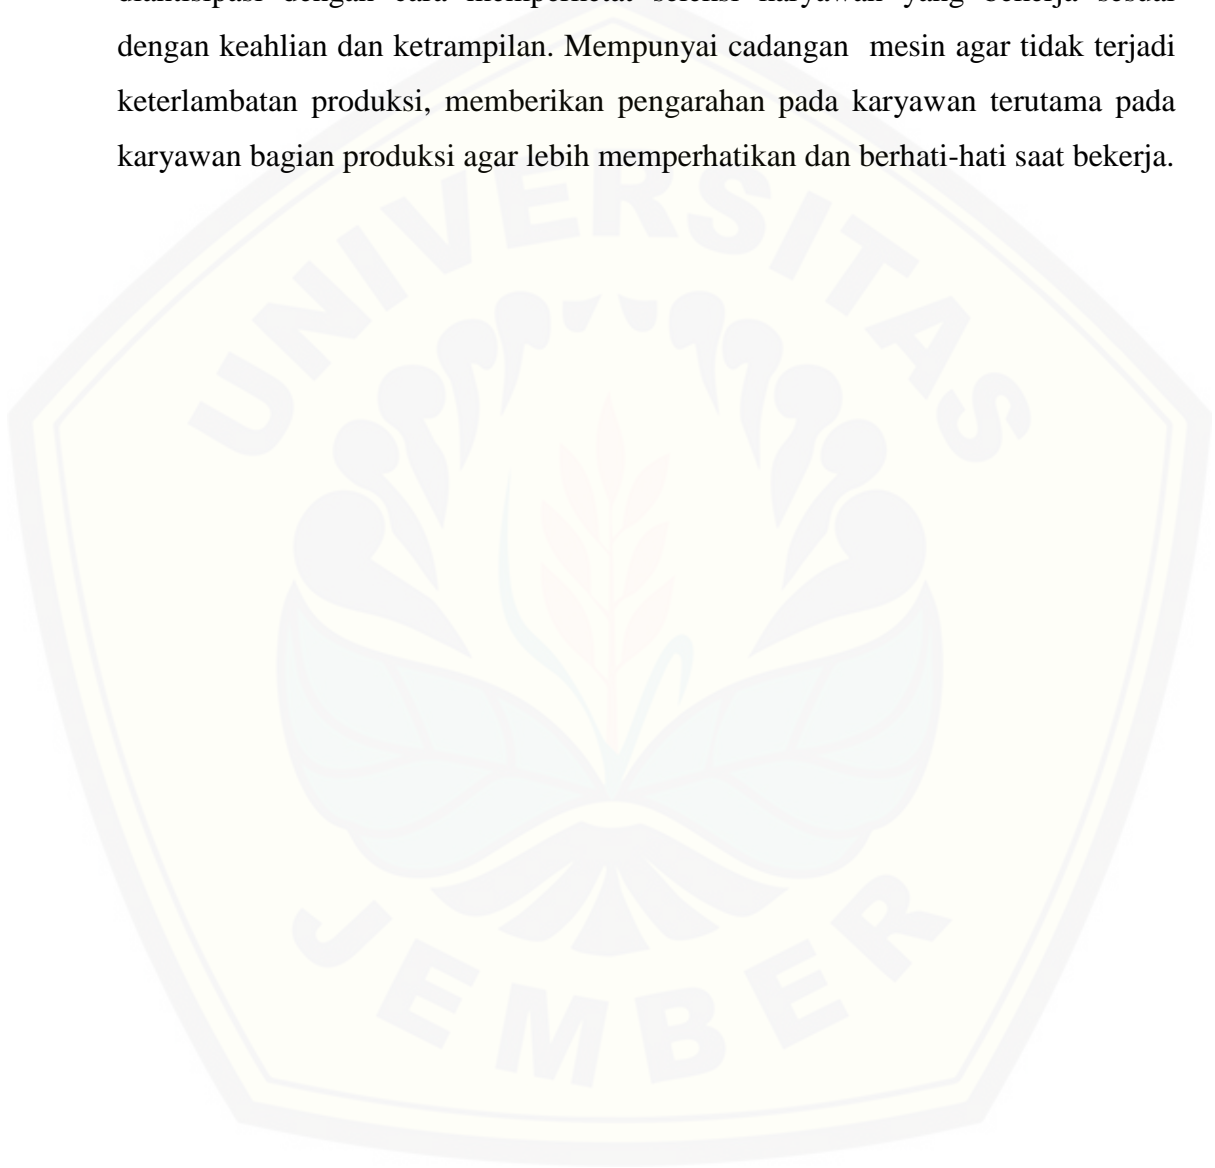 diantisipasi dengan cara memperketat seleksi karyawan yang bekerja sesuai
dengan keahlian dan ketrampilan. Mempunyai cadangan  mesin agar tidak terjadi
keterlambatan produksi, memberikan pengarahan pada karyawan terutama pada
karyawan bagian produksi agar lebih memperhatikan dan berhati-hati saat bekerja.
UNIVERSITAS
JEMBER